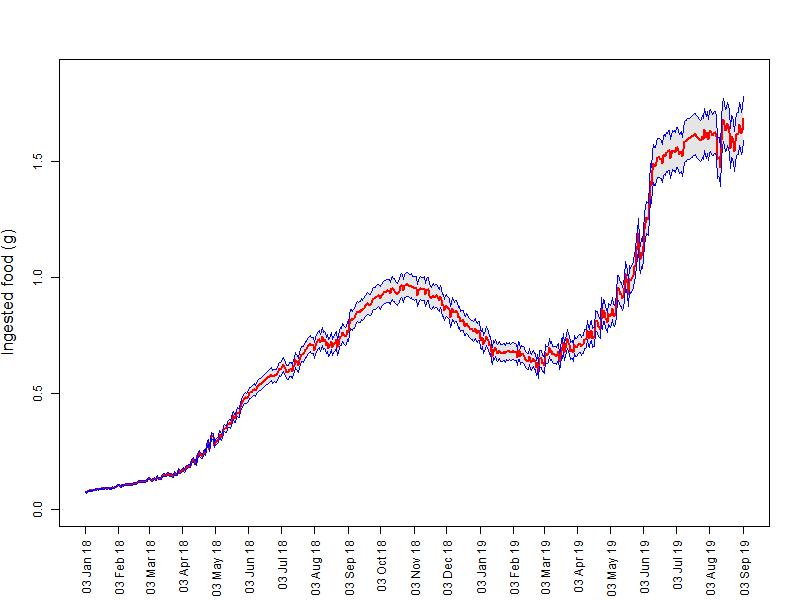 Ingested food (g)
1.5
1.0
0.5
0.0
03 Jan 18
03 Feb 18
03 Mar 18
03 Apr 18
03 May 18
03 Jun 18
03 Jul 18
03 Aug 18
03 Sep 18
03 Oct 18
03 Nov 18
03 Dec 18
03 Jan 19
03 Feb 19
03 Mar 19
03 Apr 19
03 May 19
03 Jun 19
03 Jul 19
03 Aug 19
03 Sep 19